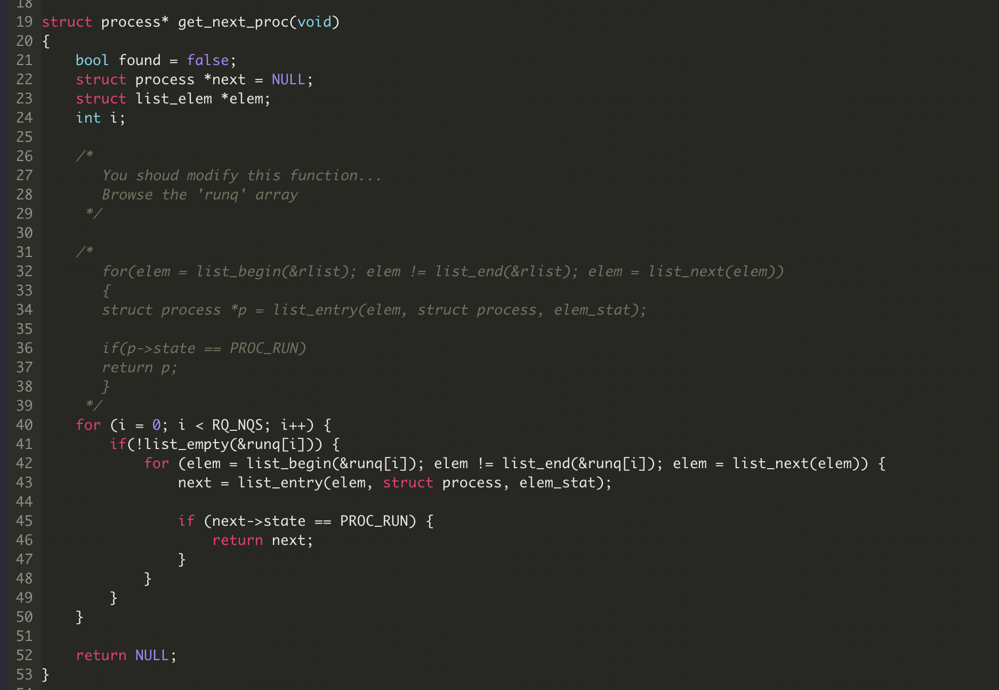 18
19 struct process* get_next_proc(void)
20 {
21     bool found = false;
22     struct process *next = NULL;
23     struct list_elem *elem;
24     int i;
25
26     /*
27        You shoud modify this function...
28        Browse the 'runq' array
29      */
30
31     /*
32        for(elem = list_begin(&rlist); elem != list_end(&rlist); elem = list_next(elem))
33        {
34        struct process *p = list_entry(elem, struct process, elem_stat);
35
36        if(p->state == PROC_RUN)
37        return p;
38        }
39      */
40     for (i = 0; i < RQ_NQS; i++) {
41         if(!list_empty(&runq[i])) {
42             for (elem = list_begin(&runq[i]); elem != list_end(&runq[i]); elem = list_next(elem)) {
43                 next = list_entry(elem, struct process, elem_stat);
44
45                 if (next->state == PROC_RUN) {
46                     return next;
47                 }
48             }
49         }
50     }
51
52     return NULL;
53 }